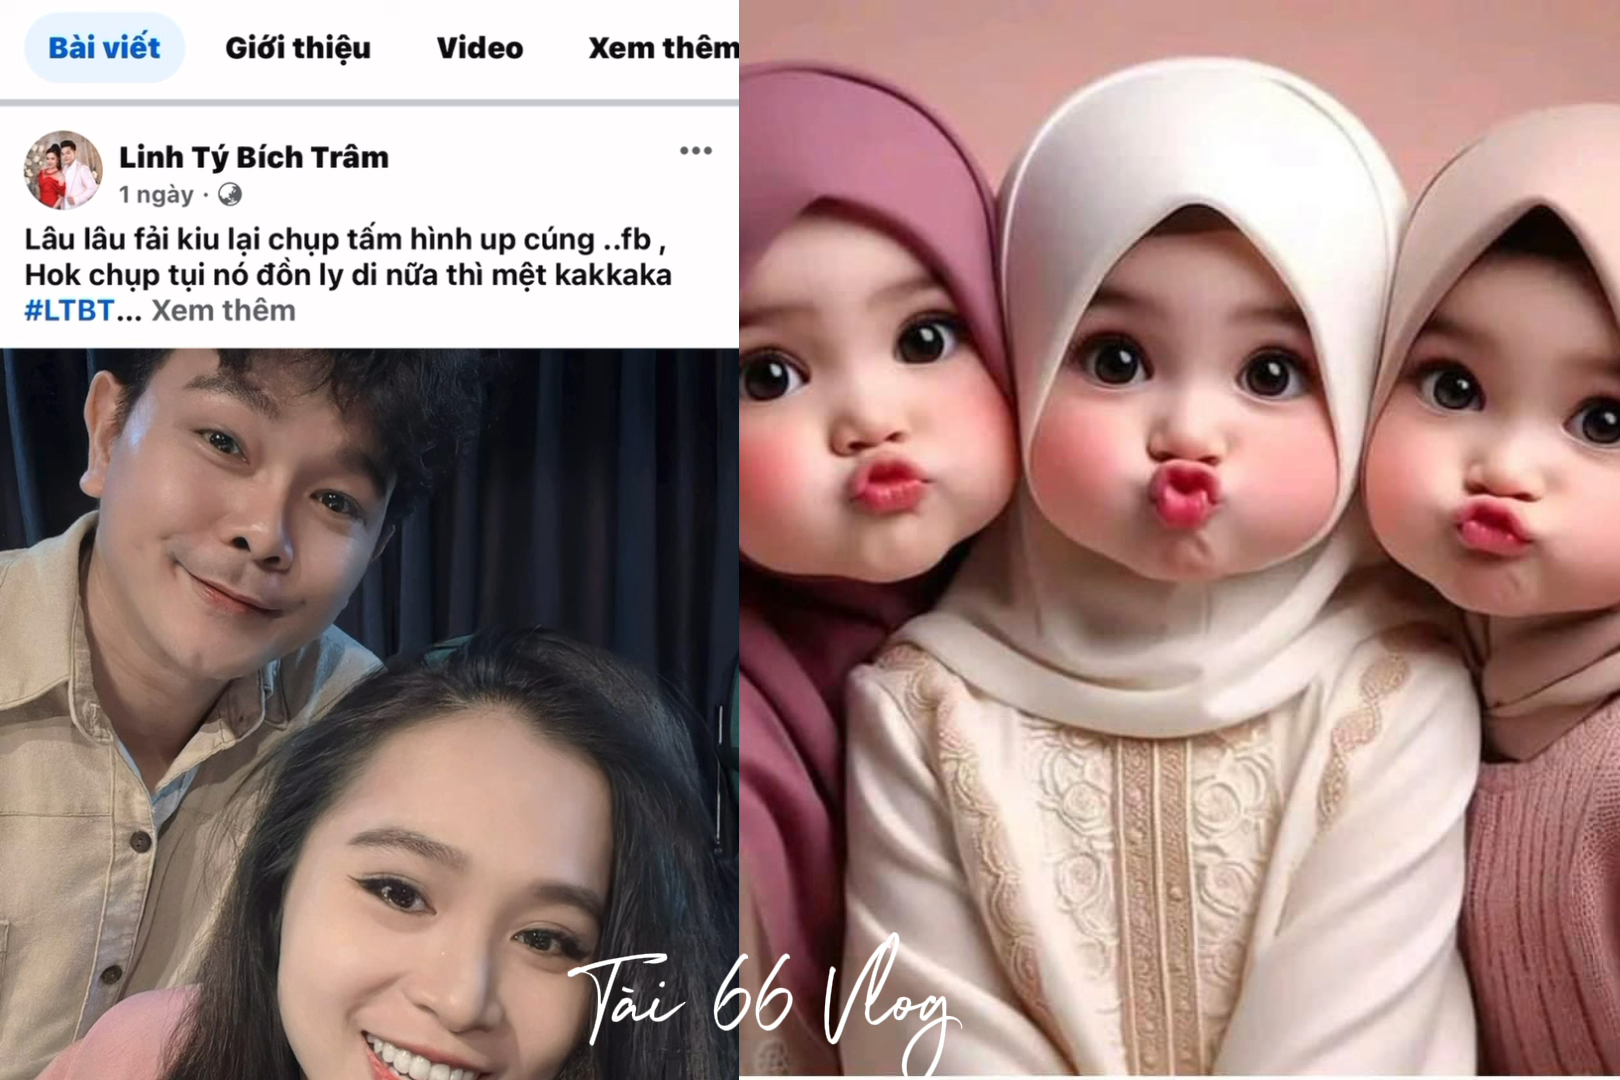 Bài viết Giới thiệu Video Xem thêm
Linh Tý Bích Trâm
1 ngày ·
Lâu lâu fải kiu lại chụp tấm hình up cúng ..fb ,
Hok chụp tụi nó đồn ly di nữa thì mệt kakkaka
#LTBT... Xem thêm
Tài 66 Vlog